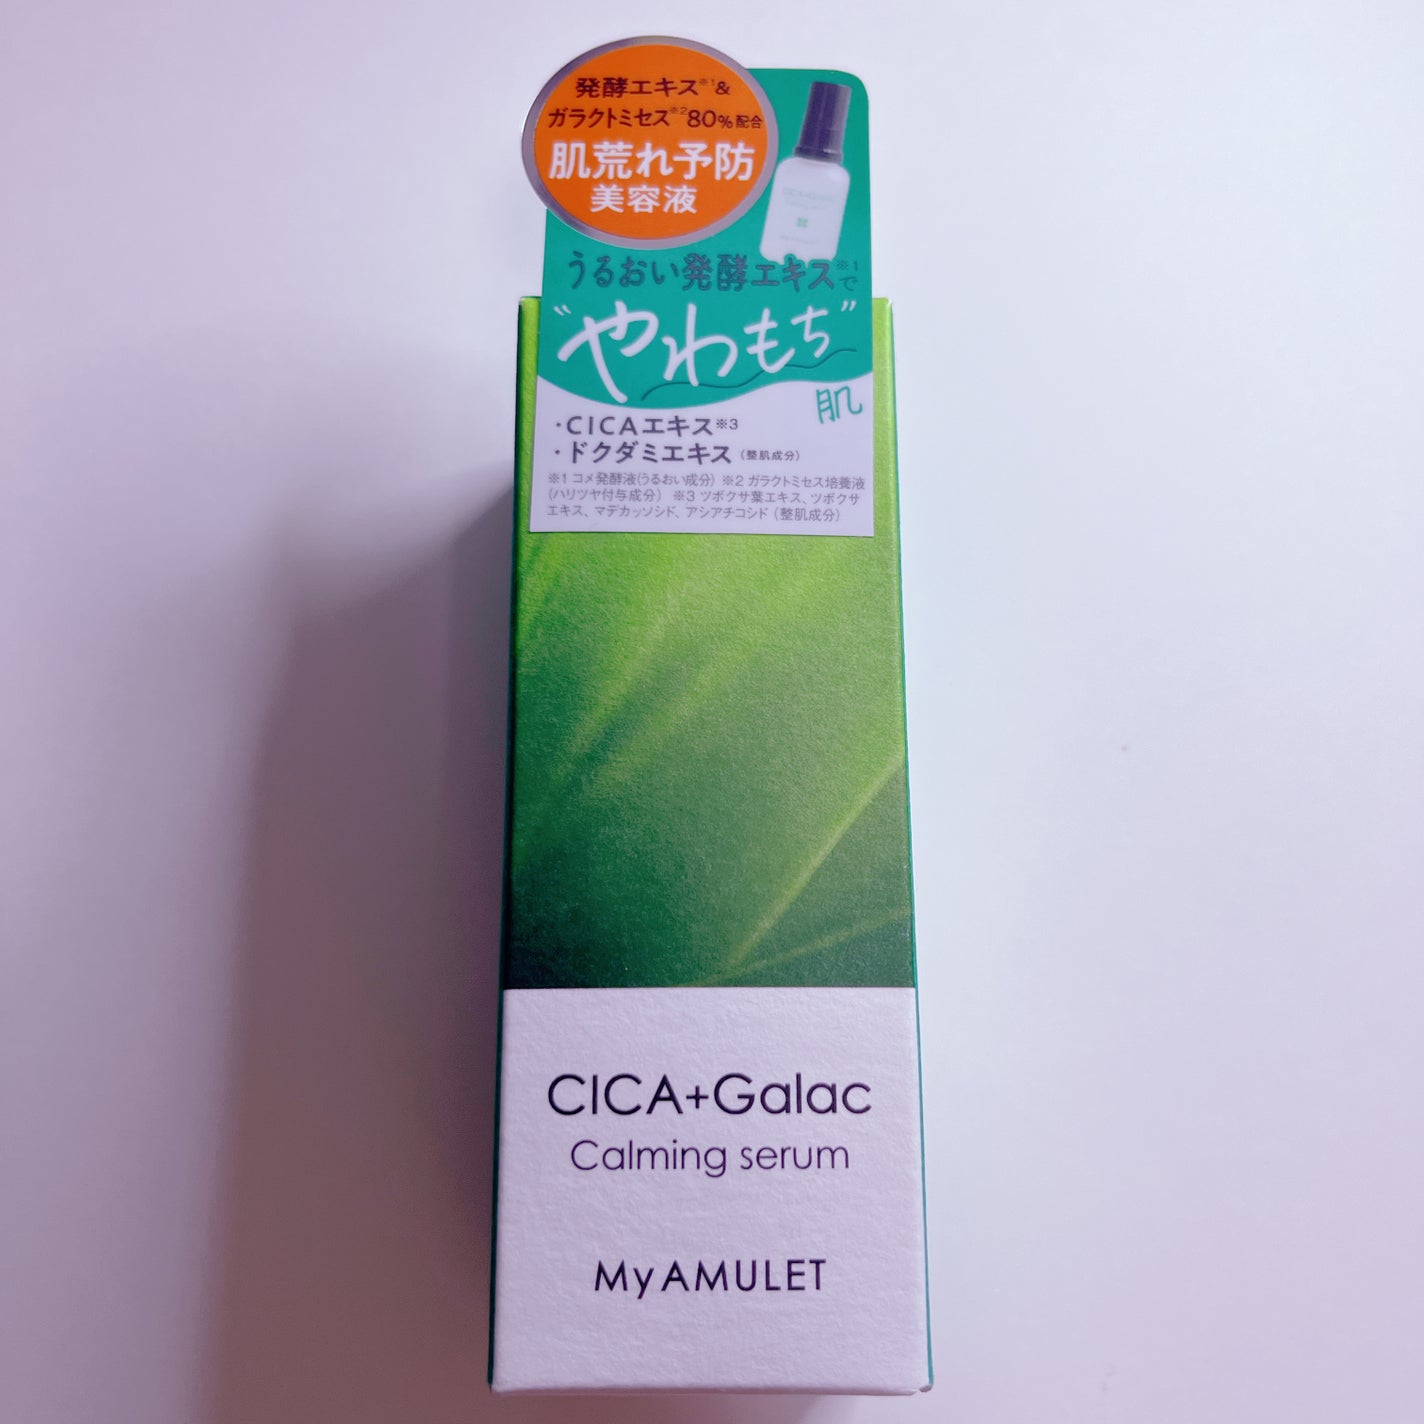 発酵エキス※1&
ガラクトミセス※280%配合
肌荒れ予防
美容液
うるおい発酵エキス※1で
"やわもち"
肌
・CICAエキス※3
・ドクダミエキス（整肌成分）
※1 コメ発酵液(うるおい成分) ※2 ガラクトミセス培養液
(ハリツヤ付与成分) ※3 ツボクサ葉エキス、ツボクサ
エキス、マデカッソシド、アシアチコシド（整肌成分）
CICA+Galac
Calming serum
My AMULET